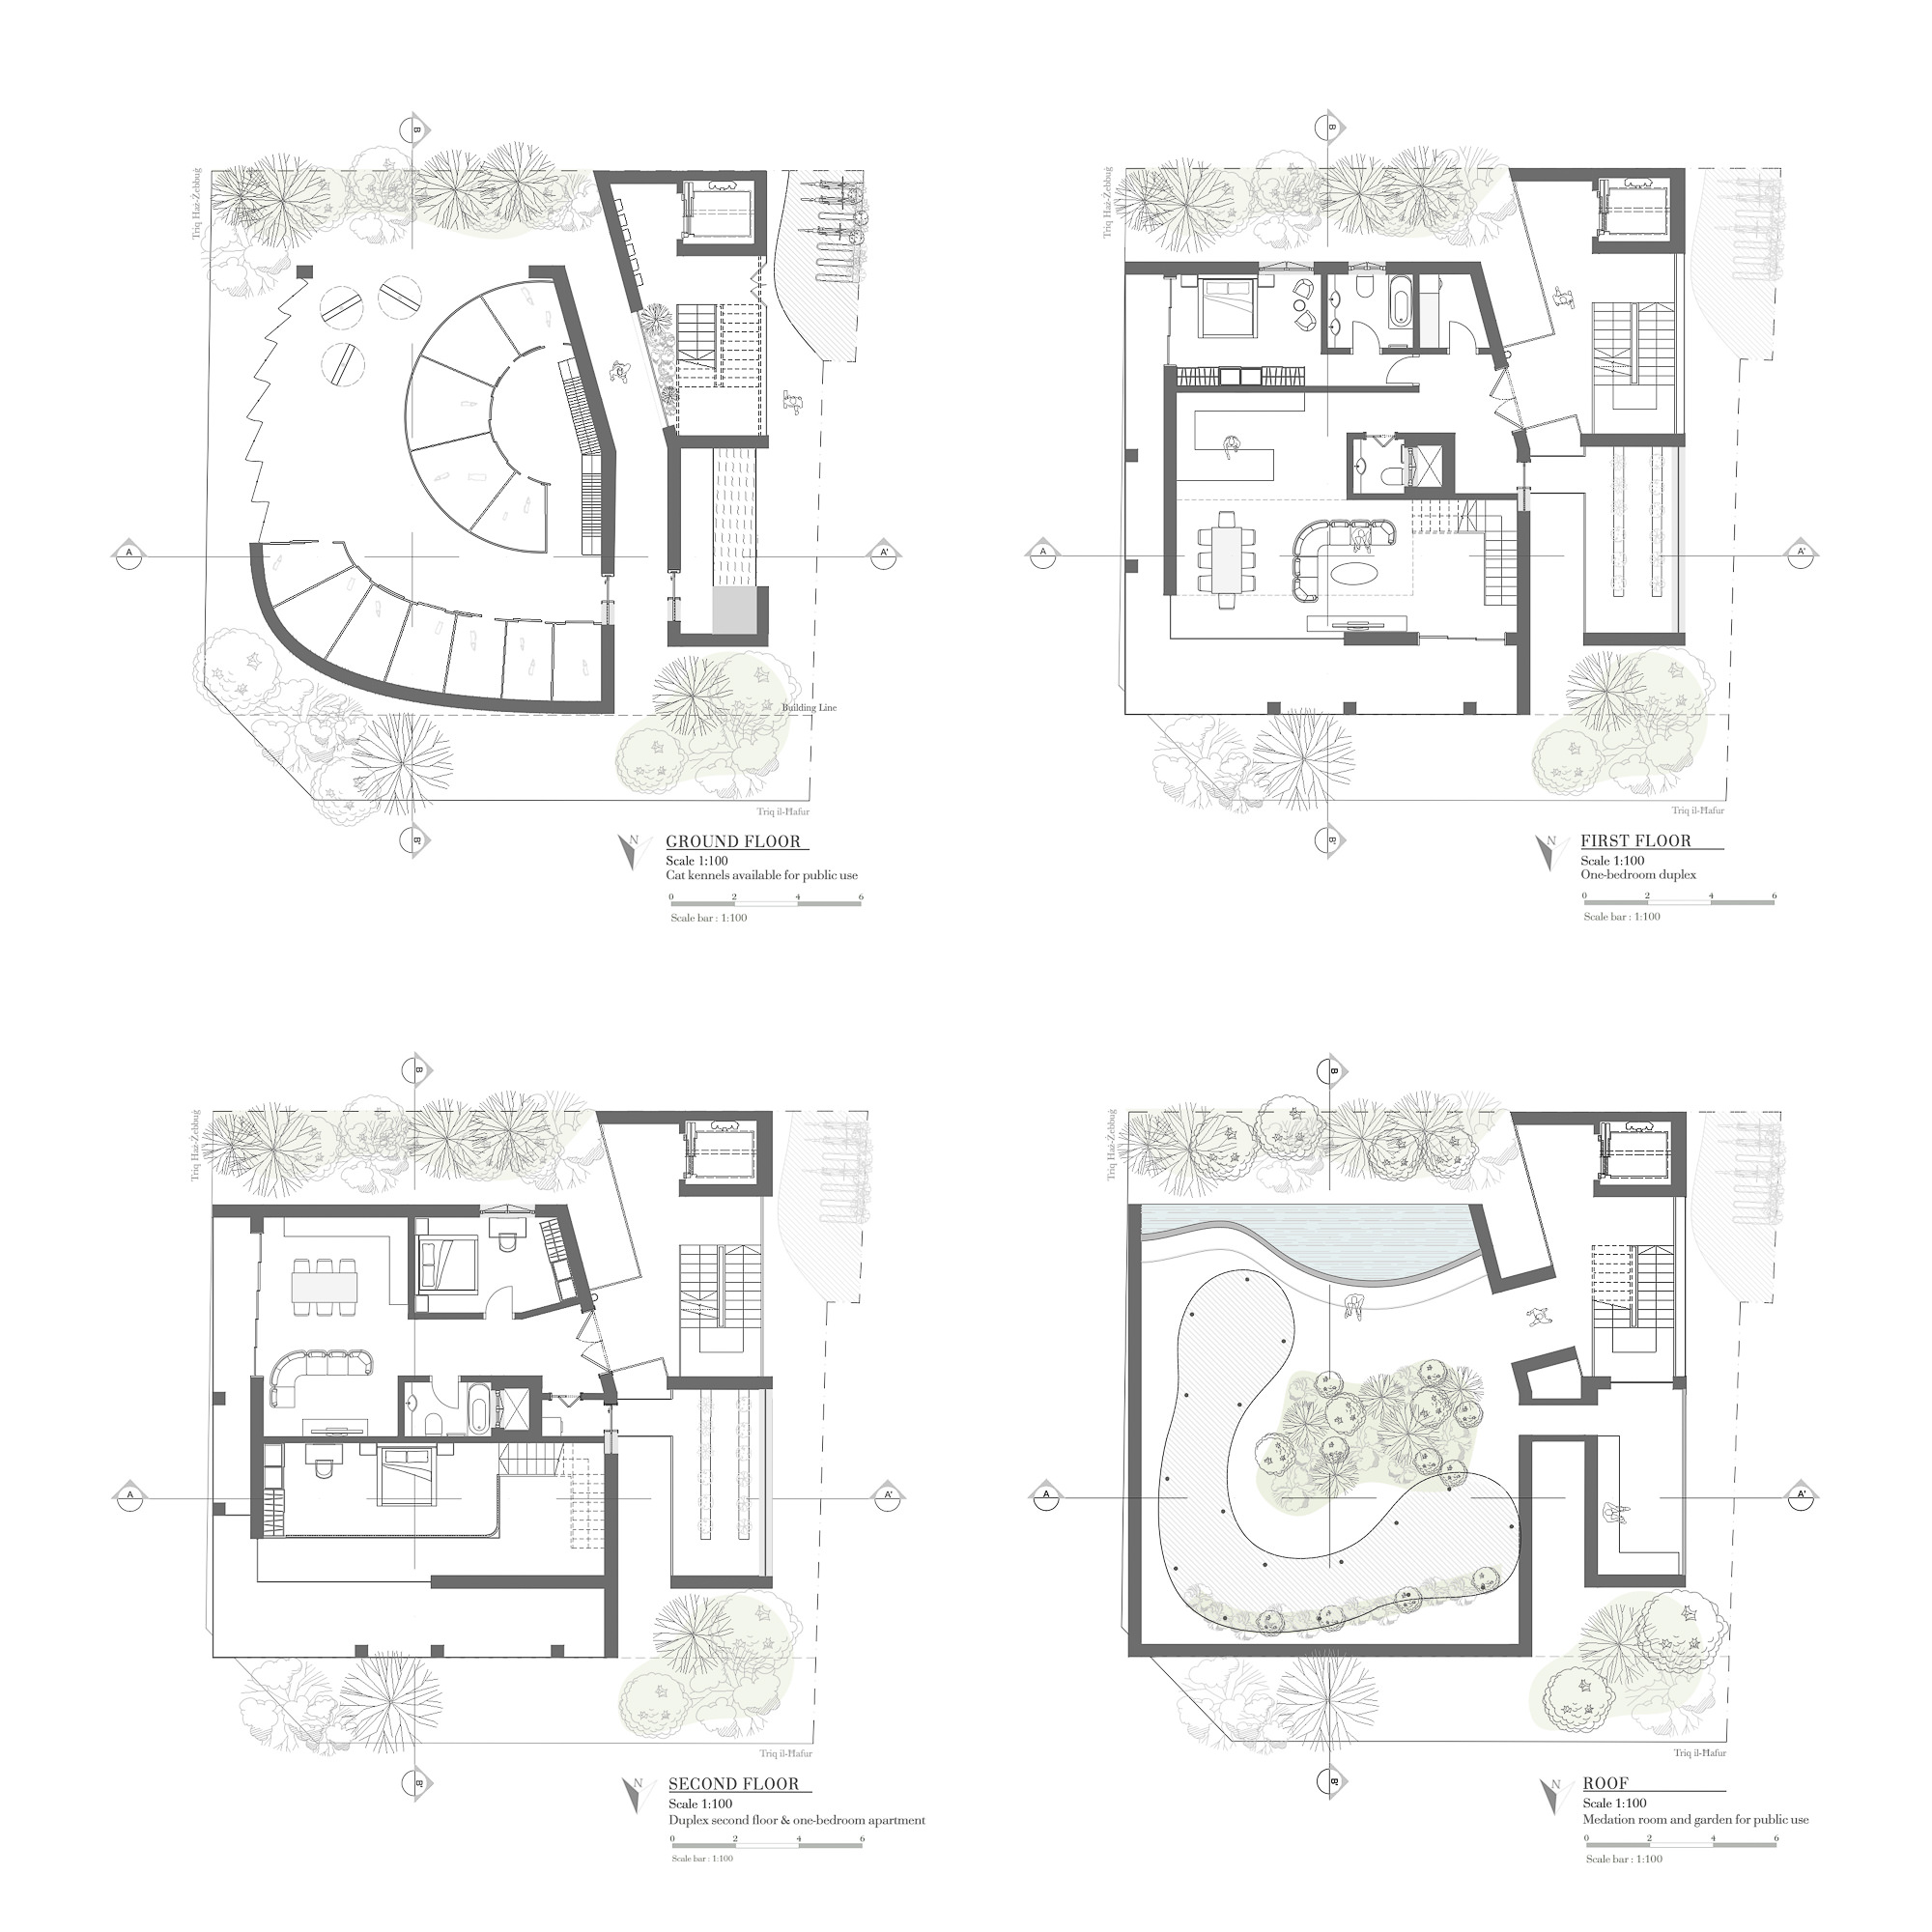 B
Triq Ħaż-Żebbuġ
A
A'
Building Line
Triq il-Ħafur
B'
N
GROUND FLOOR
Scale 1:100
Cat kennels available for public use
0 2 4 6
Scale bar : 1:100
B
Triq Ħaż-Żebbuġ
A
A'
Triq il-Ħafur
B'
N
FIRST FLOOR
Scale 1:100
One-bedroom duplex
0 2 4 6
Scale bar : 1:100
B
Triq Ħaż-Żebbuġ
A
A'
Triq il-Ħafur
B'
N
SECOND FLOOR
Scale 1:100
Duplex second floor & one-bedroom apartment
0 2 4 6
Scale bar : 1:100
B
Triq Ħaż-Żebbuġ
A
A'
Triq il-Ħafur
B'
N
ROOF
Scale 1:100
Medation room and garden for public use
0 2 4 6
Scale bar : 1:100